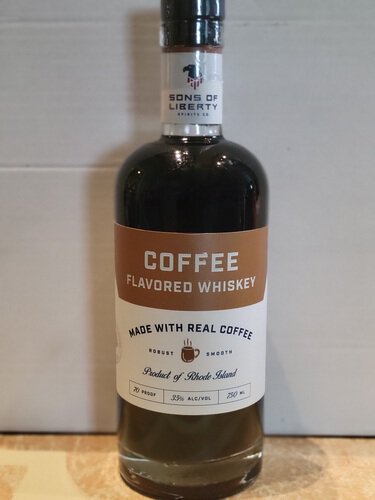 SONS OF
LIBERTY
SPIRITS CO.
COFFEE
FLAVORED WHISKEY
MADE WITH REAL COFFEE
ROBUST SMOOTH
Product of Rhode Island
70 PROOF 35% ALC/VOL 750 ML